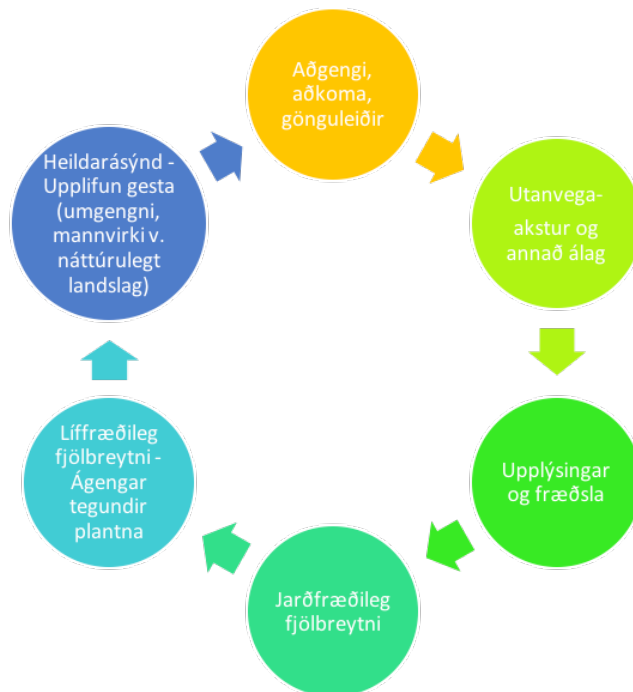 Aðgengi,
aðkoma,
gönguleiðir
Utanvega-
akstur og
annað álag
Upplýsingar
og fræðsla
Jarðfræðileg
fjölbreytni
Líffræðileg
fjölbreytni -
Ágengar
tegundir
plantna
Heildarásýnd -
Upplifun gesta
(umgengni,
mannvirki v.
náttúrulegt
landslag)